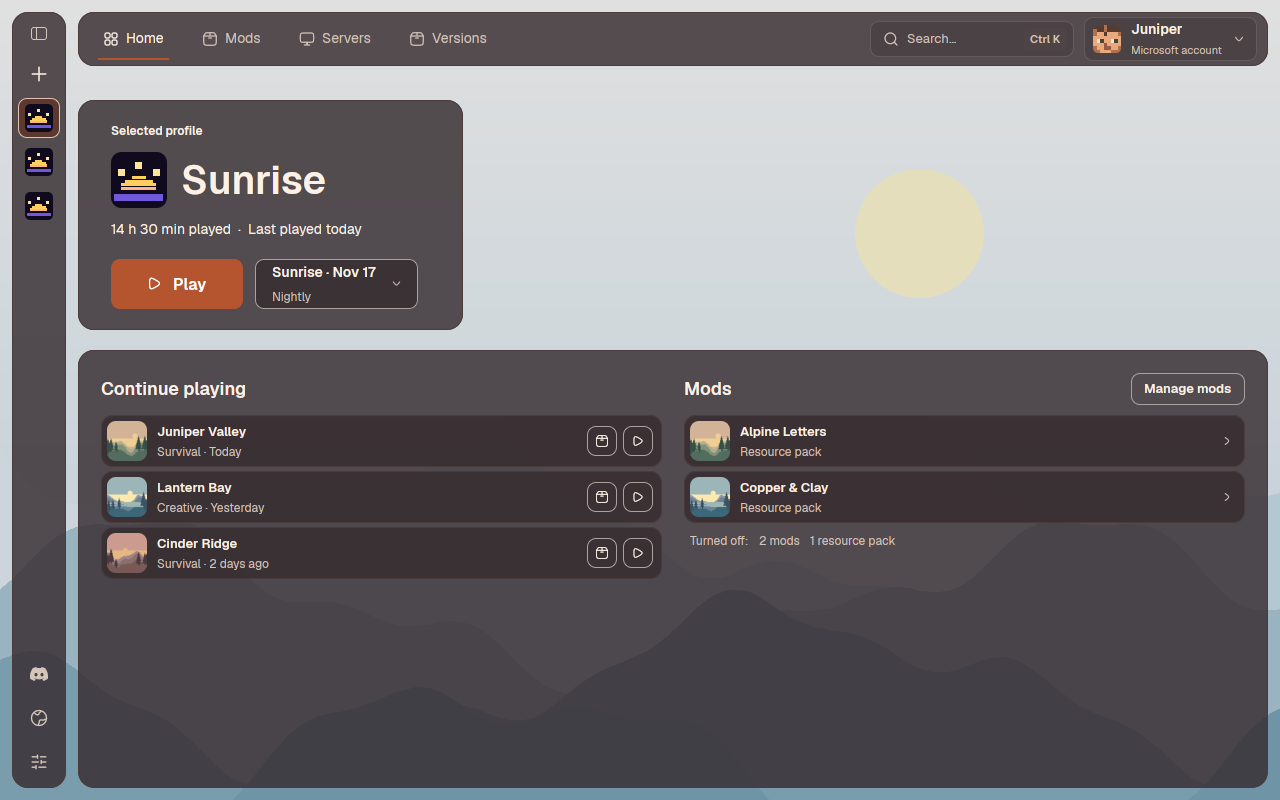 Home
Mods
Servers
Versions
Search...
Ctrl K
Juniper
Microsoft account
Selected profile
Sunrise
14 h 30 min played · Last played today
Play
Sunrise · Nov 17
Nightly
Continue playing
Juniper Valley
Survival · Today
Lantern Bay
Creative · Yesterday
Cinder Ridge
Survival · 2 days ago
Mods
Manage mods
Alpine Letters
Resource pack
Copper & Clay
Resource pack
Turned off: 2 mods 1 resource pack